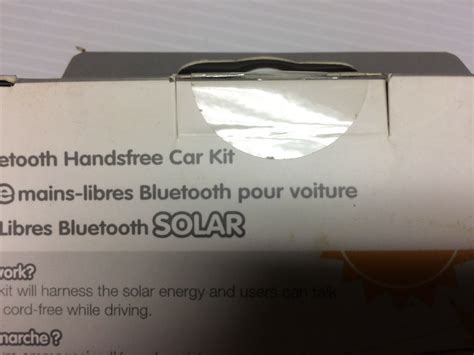 etooth Handsfree Car Kit
e mains-libres Bluetooth pour voiture
Libres Bluetooth SOLAR
work?
kit will harness the solar energy and users can talk
cord-free while driving.
marche ?